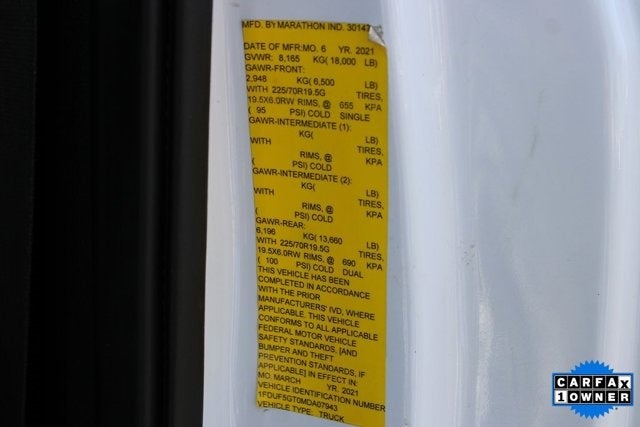 MFD. BY MARATHON IND. 30147
DATE OF MFR: MO. 6 YR. 2021
GVWR: 8,165 KG( 18,000 LB)
GAWR-FRONT:
2,948 KG( 6,500 LB)
WITH 225/70R19.5G TIRES,
19.5X6.0RW RIMS, @ 655 KPA
( 95 PSI) COLD SINGLE
GAWR-INTERMEDIATE (1):
KG( LB)
WITH TIRES,
RIMS, @ KPA
( PSI) COLD
GAWR-INTERMEDIATE (2):
KG( LB)
WITH TIRES,
RIMS, @ KPA
( PSI) COLD
GAWR-REAR:
6,196 KG( 13,660 LB)
WITH 225/70R19.5G TIRES,
19.5X6.0RW RIMS, @ 690 KPA
( 100 PSI) COLD DUAL
THIS VEHICLE HAS BEEN
COMPLETED IN ACCORDANCE
WITH THE PRIOR
MANUFACTURERS' IVD, WHERE
APPLICABLE. THIS VEHICLE
CONFORMS TO ALL APPLICABLE
FEDERAL MOTOR VEHICLE
SAFETY STANDARDS, [AND
BUMPER AND THEFT
PREVENTION STANDARDS, IF
APPLICABLE] IN EFFECT IN:
MO. MARCH YR. 2021
VEHICLE IDENTIFICATION NUMBER
1FDUF5GT0MDA07943
VEHICLE TYPE: TRUCK
CARFAX
1 OWNER